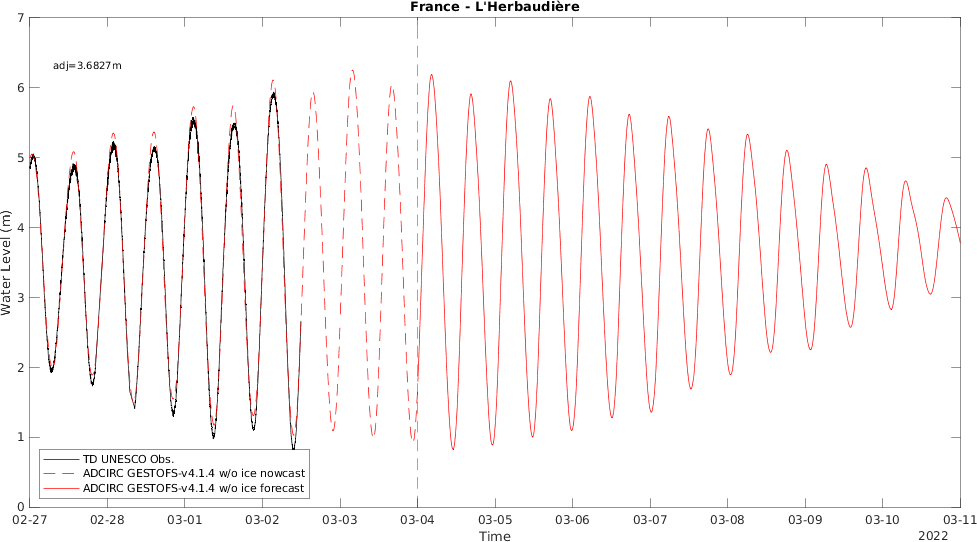 France - L'Herbaudière
7
6
5
4
3
2
1
0
Water Level (m)
adj=3.6827m
TD UNESCO Obs.
ADCIRC GESTOFS-v4.1.4 w/o ice nowcast
ADCIRC GESTOFS-v4.1.4 w/o ice forecast
02-27 02-28 03-01 03-02 03-03 03-04 03-05 03-06 03-07 03-08 03-09 03-10 03-11
Time
2022